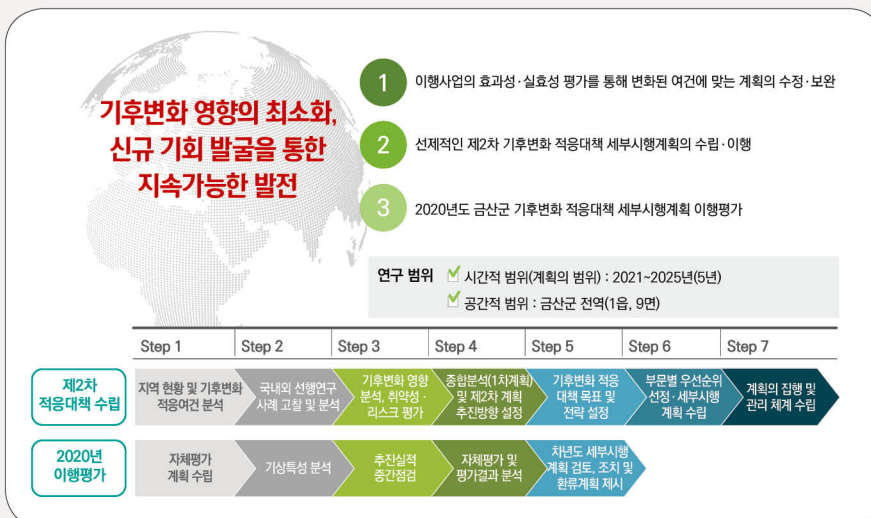 기후변화 영향의 최소화,
신규 기회 발굴을 통한
지속가능한 발전
1 이행사업의 효과성·실효성 평가를 통해 변화된 여건에 맞는 계획의 수정·보완
2 선제적인 제2차 기후변화 적응대책 세부시행계획의 수립·이행
3 2020년도 금산군 기후변화 적응대책 세부시행계획 이행평가
연구 범위 시간적 범위(계획의 범위) : 2021~2025년(5년)
공간적 범위 : 금산군 전역(1읍, 9면)
Step 1 Step 2 Step 3 Step 4 Step 5 Step 6 Step 7
제2차
적응대책 수립
지역 현황 및 기후변화
적응여건 분석
국내외 선행연구
사례 고찰 및 분석
기후변화 영향
분석, 취약성·
리스크 평가
종합분석(1차계획)
및 제2차 계획
추진방향 설정
기후변화 적응
대책 목표 및
전략 설정
부문별 우선순위
선정·세부시행
계획 수립
계획의 집행 및
관리 체계 수립
2020년
이행평가
자체평가
계획 수립
기상특성 분석
추진실적
중간점검
자체평가 및
평가결과 분석
차년도 세부시행
계획 검토, 조치 및
환류계획 제시